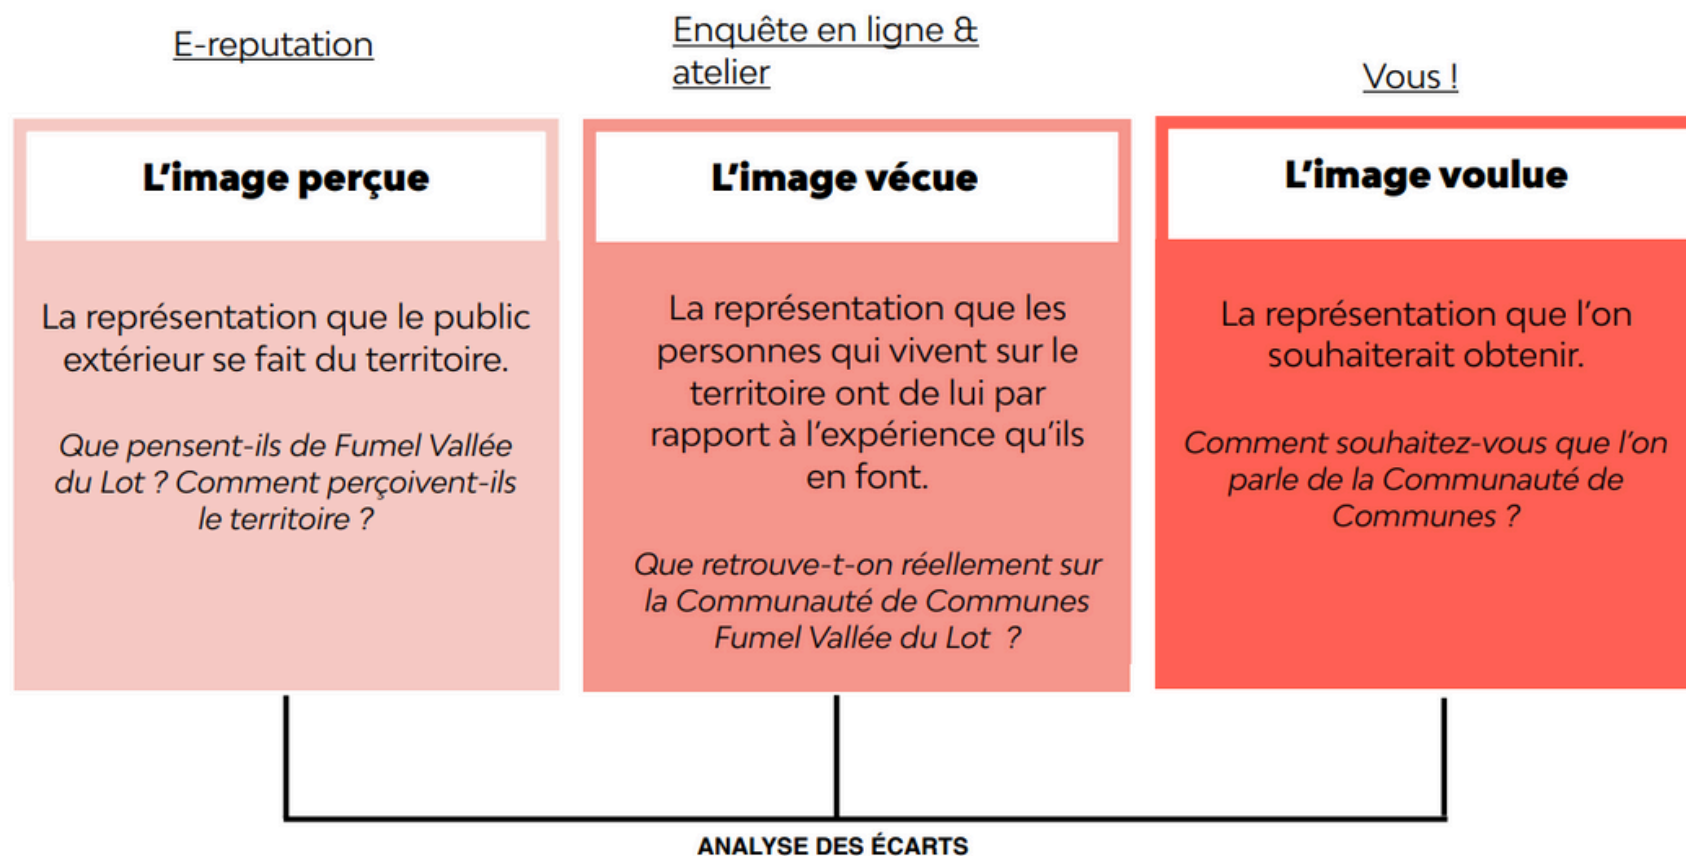 E-reputation
Enquête en ligne &
atelier
Vous !
L'image perçue
La représentation que le public
extérieur se fait du territoire.
Que pensent-ils de Fumel Vallée
du Lot ? Comment perçoivent-ils
le territoire ?
L'image vécue
La représentation que les
personnes qui vivent sur le
territoire ont de lui par
rapport à l'expérience qu'ils
en font.
Que retrouve-t-on réellement sur
la Communauté de Communes
Fumel Vallée du Lot ?
L'image voulue
La représentation que l'on
souhaiterait obtenir.
Comment souhaitez-vous que l'on
parle de la Communauté de
Communes ?
ANALYSE DES ÉCARTS